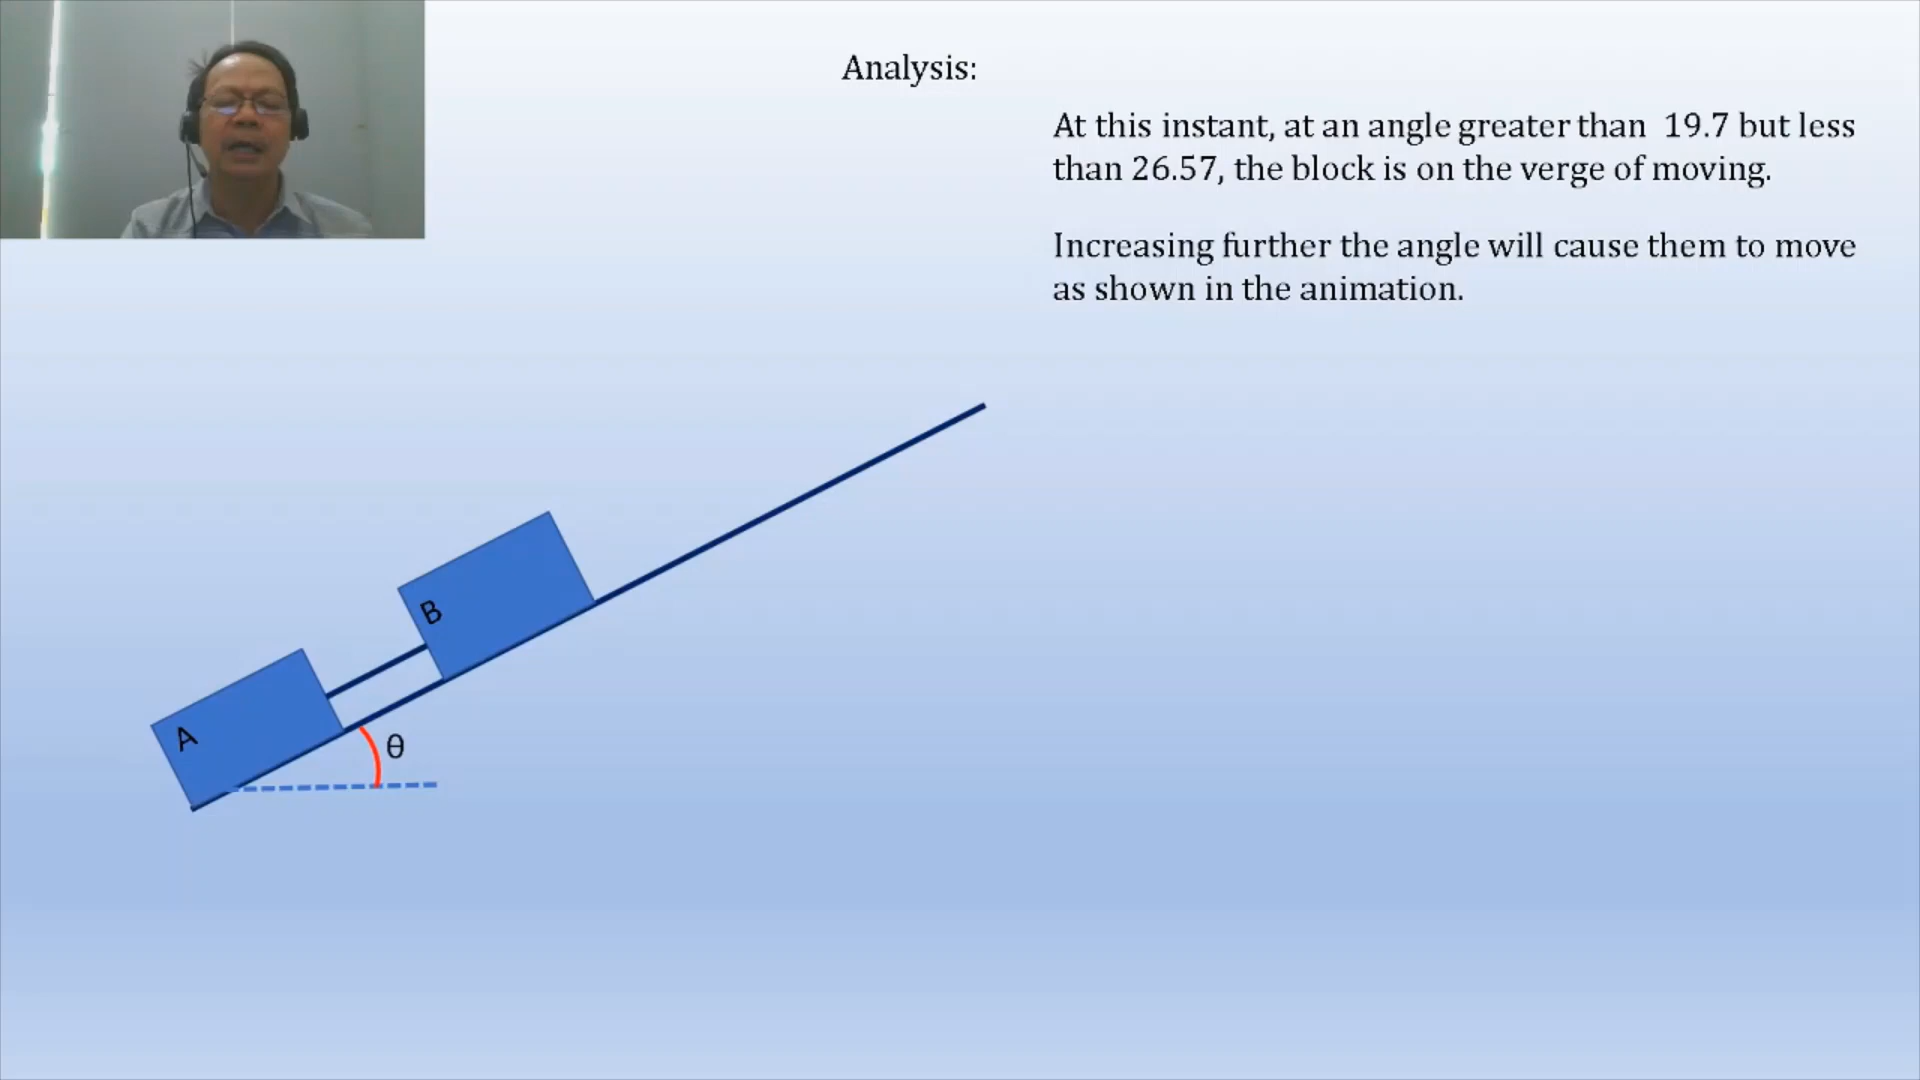 Analysis:
At this instant, at an angle greater than 19.7 but less
than 26.57, the block is on the verge of moving.
Increasing further the angle will cause them to move
as shown in the animation.
B
A
θ